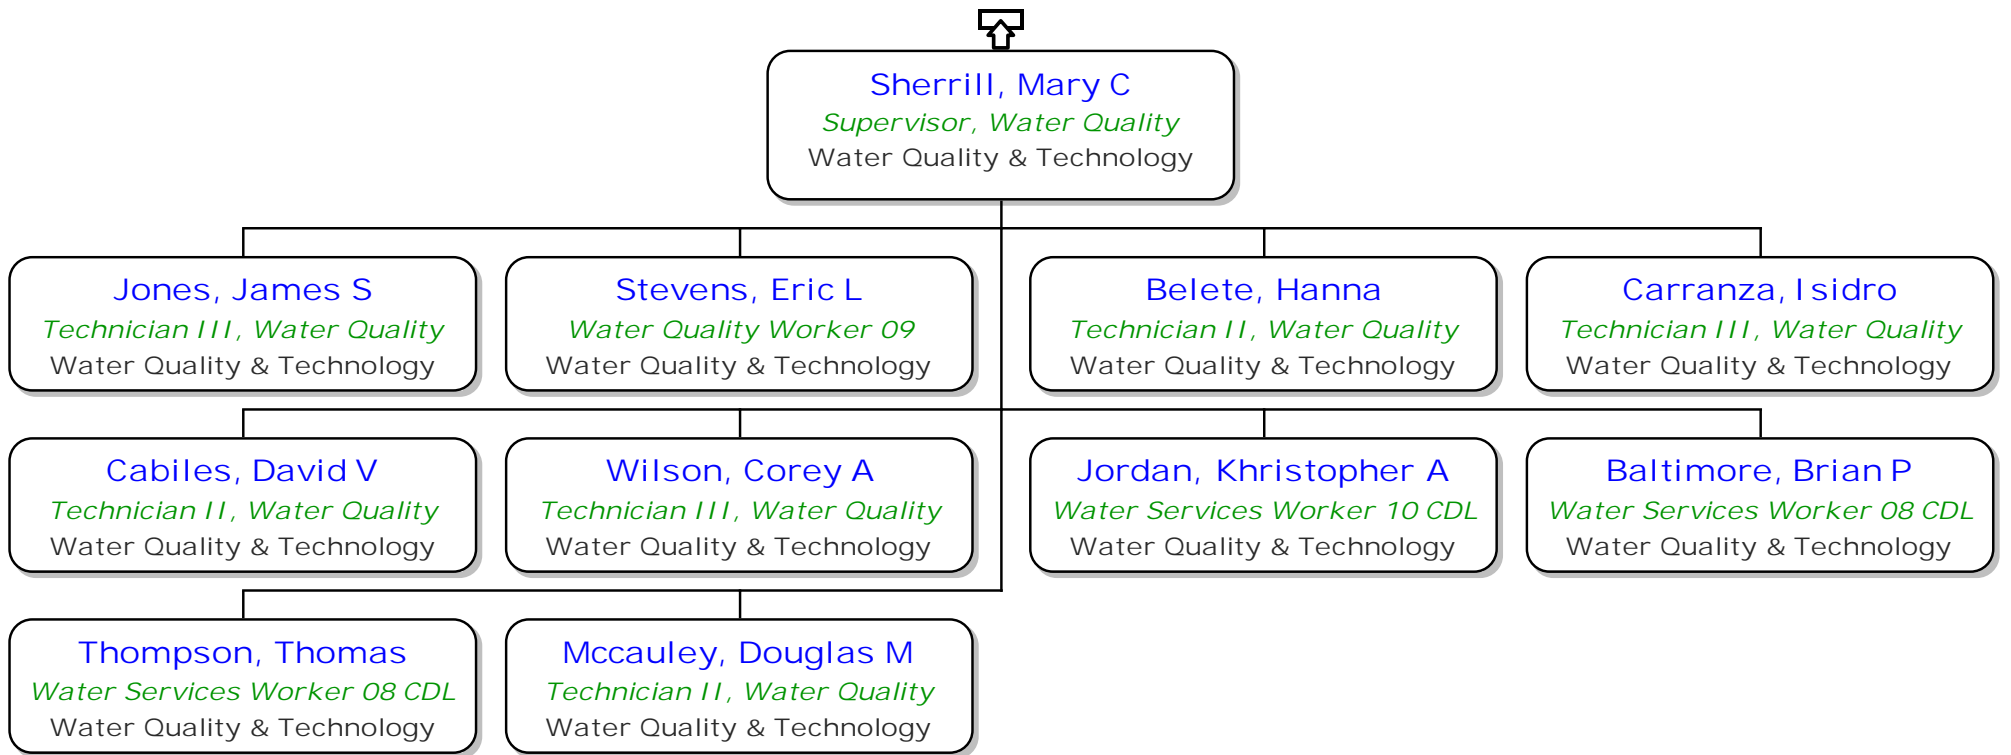 Sherrill, Mary C
Supervisor, Water Quality
Water Quality & Technology
Jones, James S
Technician III, Water Quality
Water Quality & Technology
Stevens, Eric L
Water Quality Worker 09
Water Quality & Technology
Belete, Hanna
Technician II, Water Quality
Water Quality & Technology
Carranza, Isidro
Technician III, Water Quality
Water Quality & Technology
Cabiles, David V
Technician II, Water Quality
Water Quality & Technology
Wilson, Corey A
Technician III, Water Quality
Water Quality & Technology
Jordan, Khristopher A
Water Services Worker 10 CDL
Water Quality & Technology
Baltimore, Brian P
Water Services Worker 08 CDL
Water Quality & Technology
Thompson, Thomas
Water Services Worker 08 CDL
Water Quality & Technology
Mccauley, Douglas M
Technician II, Water Quality
Water Quality & Technology